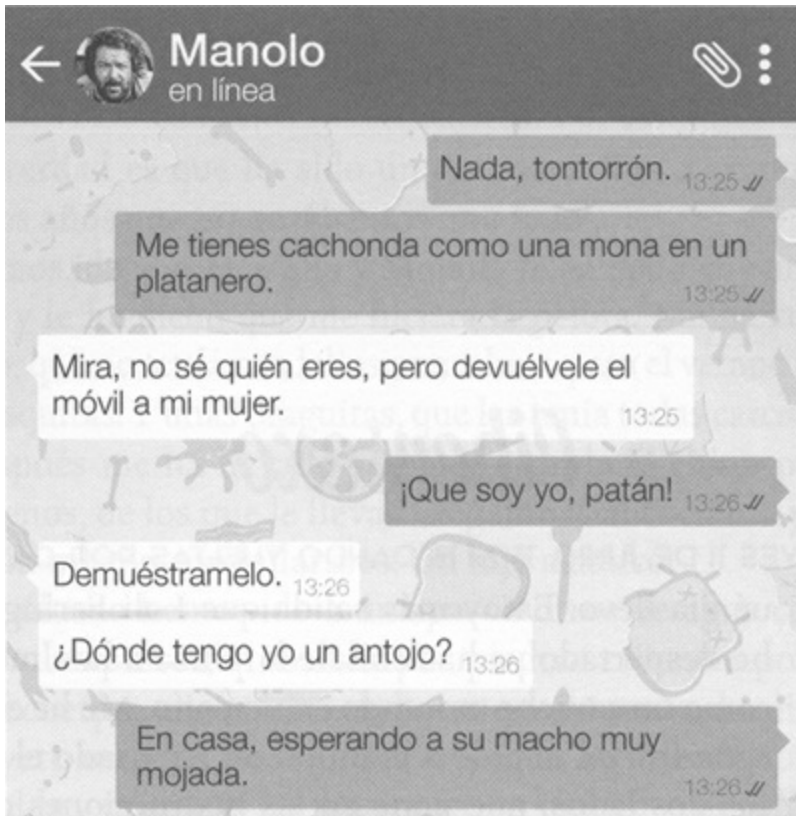 Manolo
en línea
Nada, tontorrón. 13:25
Me tienes cachonda como una mona en un
platanero.
13:25
Mira, no sé quién eres, pero devuélvele el
móvil a mi mujer.
13:25
¡Que soy yo, patán! 13:26
Demuéstramelo. 13:26
¿Dónde tengo yo un antojo? 13:26
En casa, esperando a su macho muy
mojada.
13:26